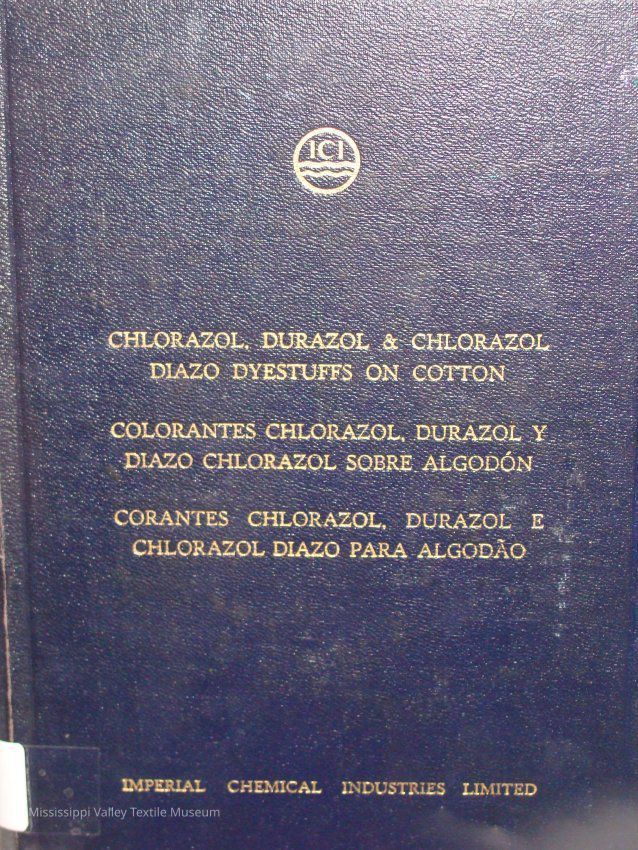 ICI
CHLORAZOL, DURAZOL & CHLORAZOL
DIAZO DYESTUFFS ON COTTON
COLORANTES CHLORAZOL, DURAZOL Y
DIAZO CHLORAZOL SOBRE ALGODÓN
CORANTES CHLORAZOL, DURAZOL E
CHLORAZOL DIAZO PARA ALGODÃO
IMPERIAL CHEMICAL INDUSTRIES LIMITED
Mississippi Valley Textile Museum